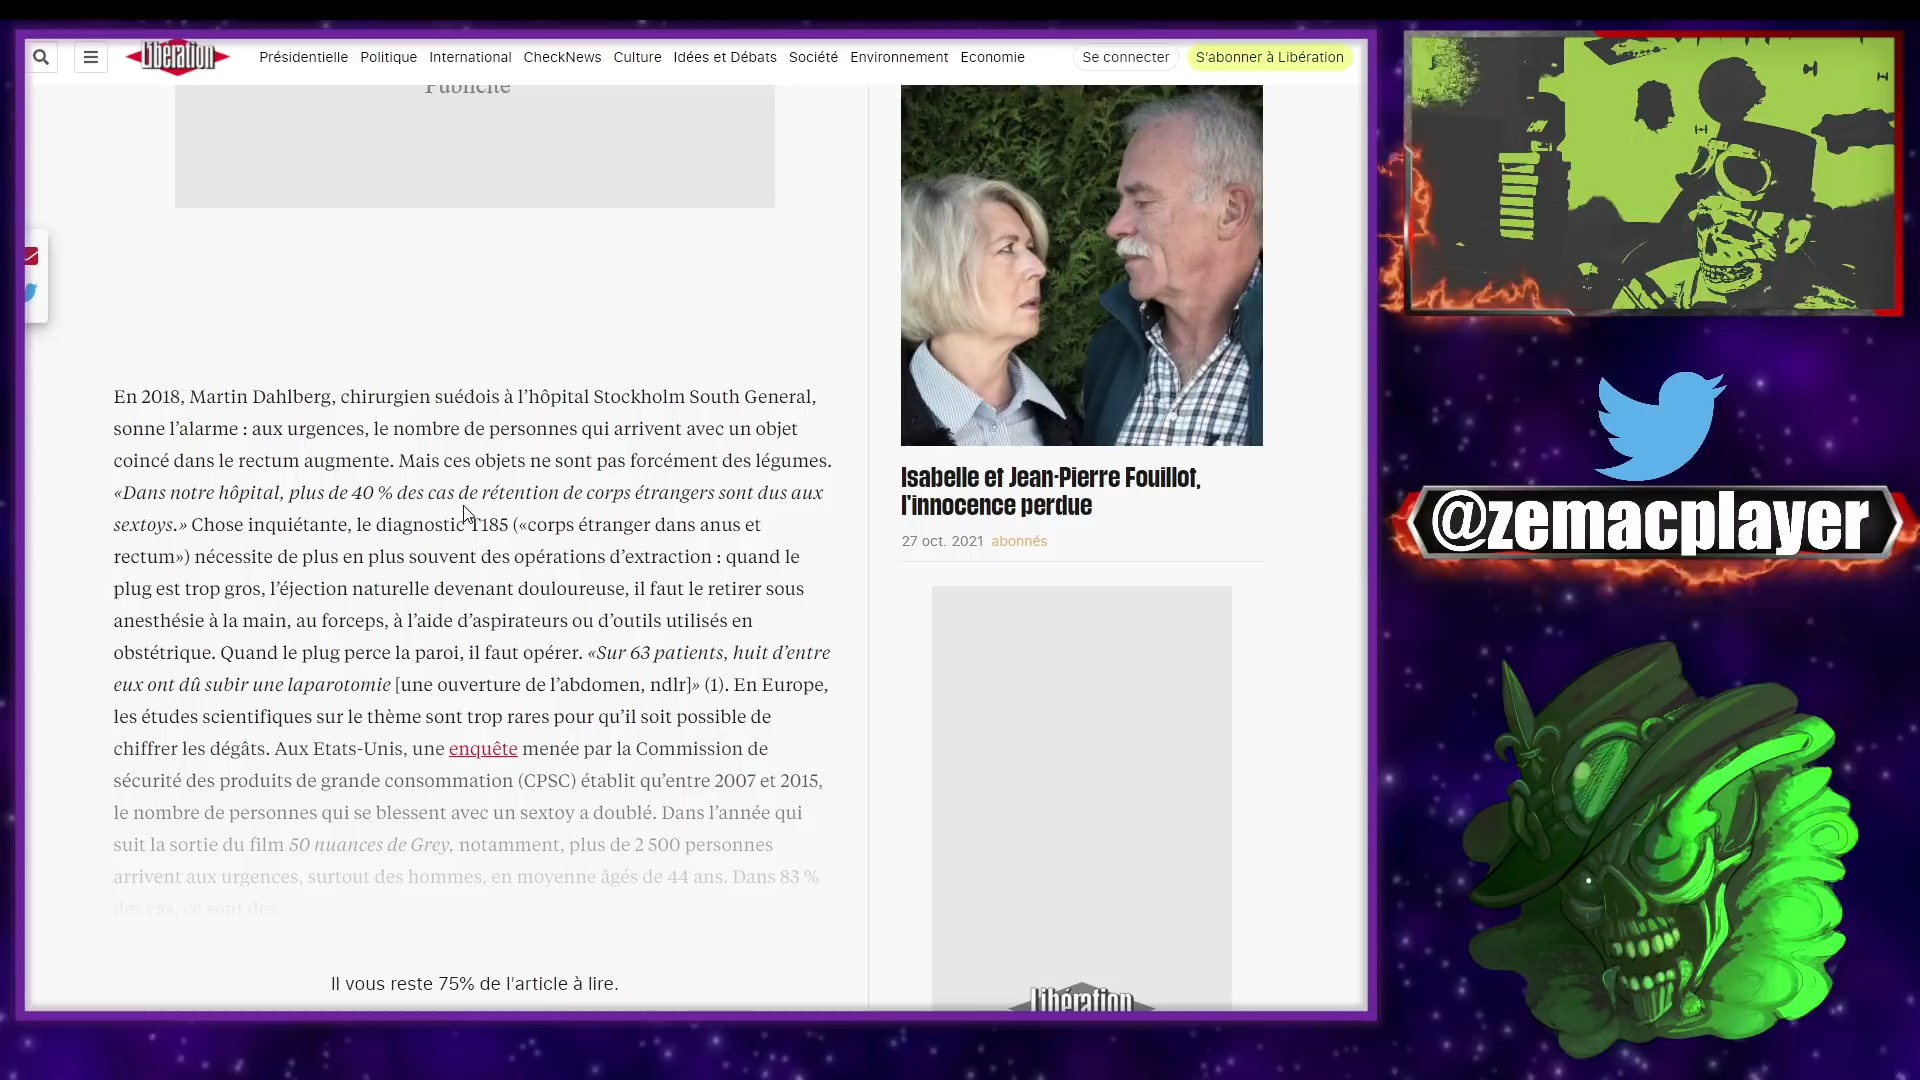 Libération
Présidentielle Politique International CheckNews Culture Idées et Débats Société Environnement Economie
Se connecter
S'abonner à Libération
Publicité
En 2018, Martin Dahlberg, chirurgien suédois à l'hôpital Stockholm South General,
sonne l'alarme : aux urgences, le nombre de personnes qui arrivent avec un objet
coincé dans le rectum augmente. Mais ces objets ne sont pas forcément des légumes.
«Dans notre hôpital, plus de 40 % des cas de rétention de corps étrangers sont dus aux
sextoys.» Chose inquiétante, le diagnostic T185 («corps étranger dans anus et
rectum») nécessite de plus en plus souvent des opérations d'extraction : quand le
plug est trop gros, l'éjection naturelle devenant douloureuse, il faut le retirer sous
anesthésie à la main, au forceps, à l'aide d'aspirateurs ou d'outils utilisés en
obstétrique. Quand le plug perce la paroi, il faut opérer. «Sur 63 patients, huit d'entre
eux ont dû subir une laparotomie [une ouverture de l'abdomen, ndlr]» (1). En Europe,
les études scientifiques sur le thème sont trop rares pour qu'il soit possible de
chiffrer les dégâts. Aux Etats-Unis, une enquête menée par la Commission de
sécurité des produits de grande consommation (CPSC) établit qu'entre 2007 et 2015,
le nombre de personnes qui se blessent avec un sextoy a doublé. Dans l'année qui
suit la sortie du film 50 nuances de Grey, notamment, plus de 2 500 personnes
arrivent aux urgences, surtout des hommes, en moyenne âgés de 44 ans. Dans 83 %
des cas, ce sont des..
Il vous reste 75% de l'article à lire.
Isabelle et Jean-Pierre Fouillot,
l'innocence perdue
27 oct. 2021 abonnés
Libération
@zemacplayer